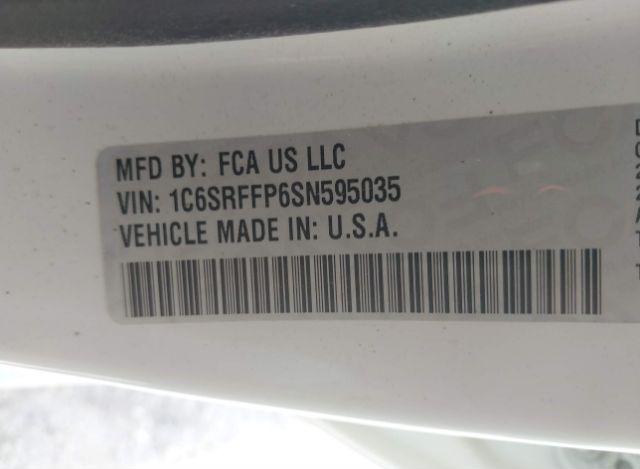 MFD BY: FCA US LLC
VIN: 1C6SRFFP6SN595035
VEHICLE MADE IN: U.S.A.